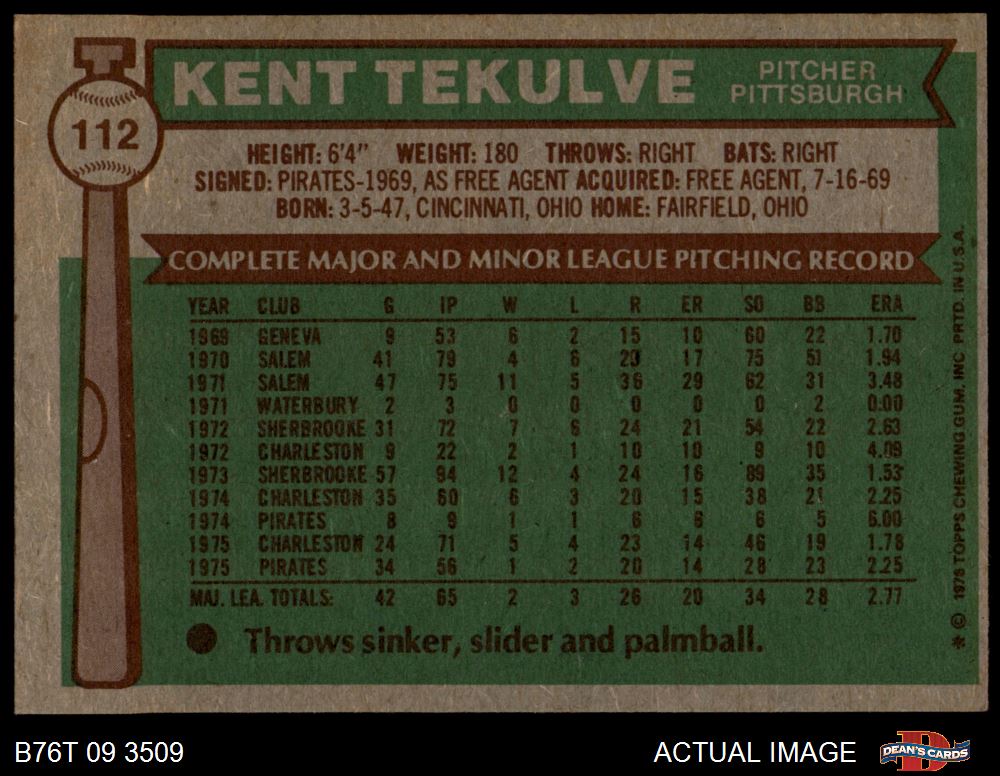 KENT TEKULVE
PITCHER
PITTSBURGH
112
HEIGHT: 6'4" WEIGHT: 180 THROWS: RIGHT BATS: RIGHT
SIGNED: PIRATES-1969, AS FREE AGENT ACQUIRED: FREE AGENT, 7-16-69
BORN: 3-5-47, CINCINNATI, OHIO HOME: FAIRFIELD, OHIO
COMPLETE MAJOR AND MINOR LEAGUE PITCHING RECORD
YEAR CLUB G IP W L R ER SO BB ERA
1969 GENEVA 9 53 6 2 15 10 60 22 1.70
1970 SALEM 41 79 4 6 29 17 75 51 1.94
1971 SALEM 47 75 11 5 36 29 62 31 3.48
1971 WATERBURY 2 3 0 0 0 0 0 2 0.00
1972 SHERBROOKE 31 72 7 6 24 21 54 22 2.63
1972 CHARLESTON 9 22 2 1 10 10 9 10 4.09
1973 SHERBROOKE 57 94 12 4 24 16 89 35 1.53
1974 CHARLESTON 35 60 6 3 20 15 38 21 2.25
1974 PIRATES 8 9 1 1 6 6 6 5 6.00
1975 CHARLESTON 24 71 5 4 23 14 46 19 1.78
1975 PIRATES 34 56 1 2 20 14 28 23 2.25
MAJ. LEA. TOTALS: 42 65 2 3 26 20 34 28 2.77
Throws sinker, slider and palmball.
* © 1976 TOPPS CHEWING GUM, INC PRTD. IN U.S.A.
B76T 09 3509
ACTUAL IMAGE
DEAN'S CARDS